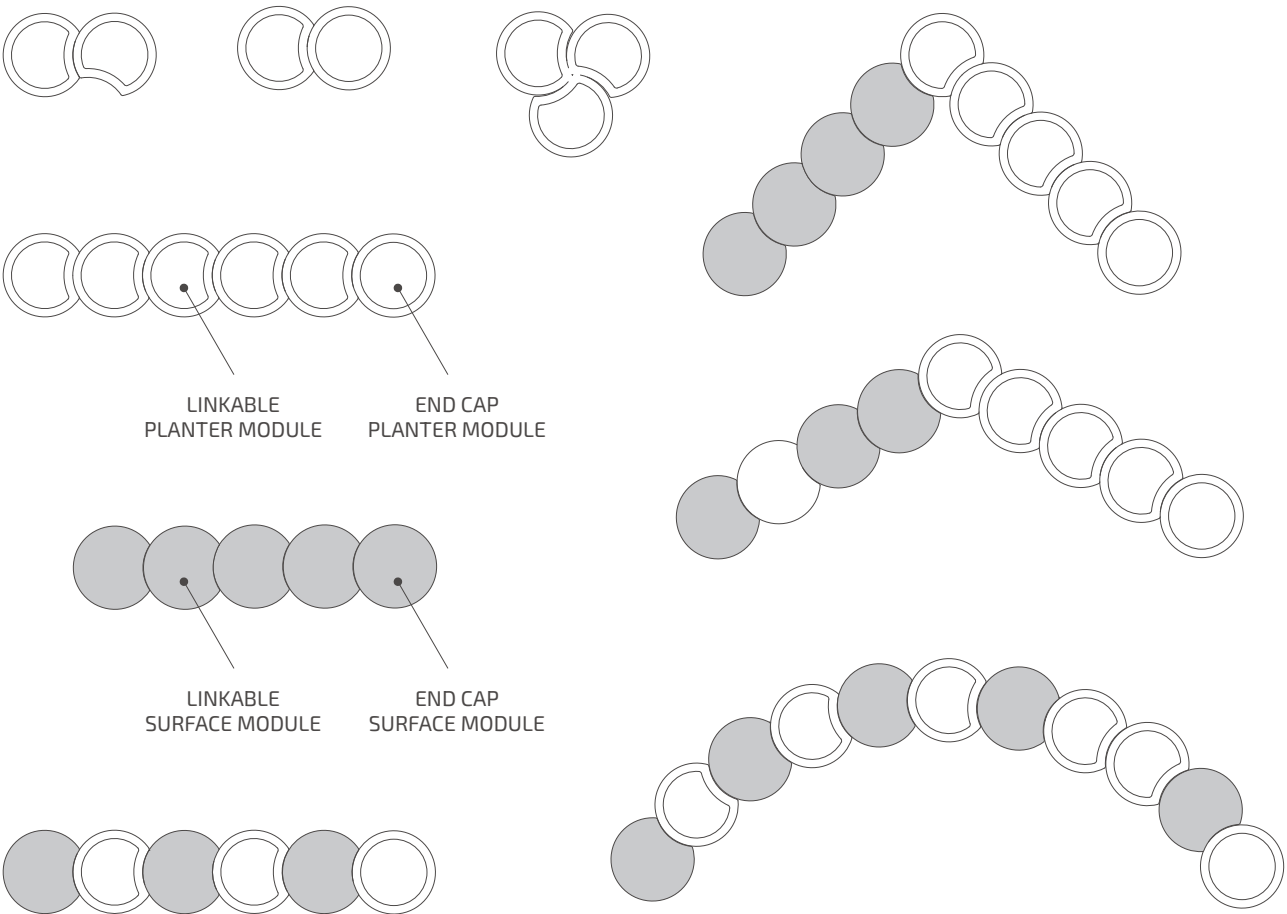 LINKABLE
PLANTER MODULE
END CAP
PLANTER MODULE
LINKABLE
SURFACE MODULE
END CAP
SURFACE MODULE